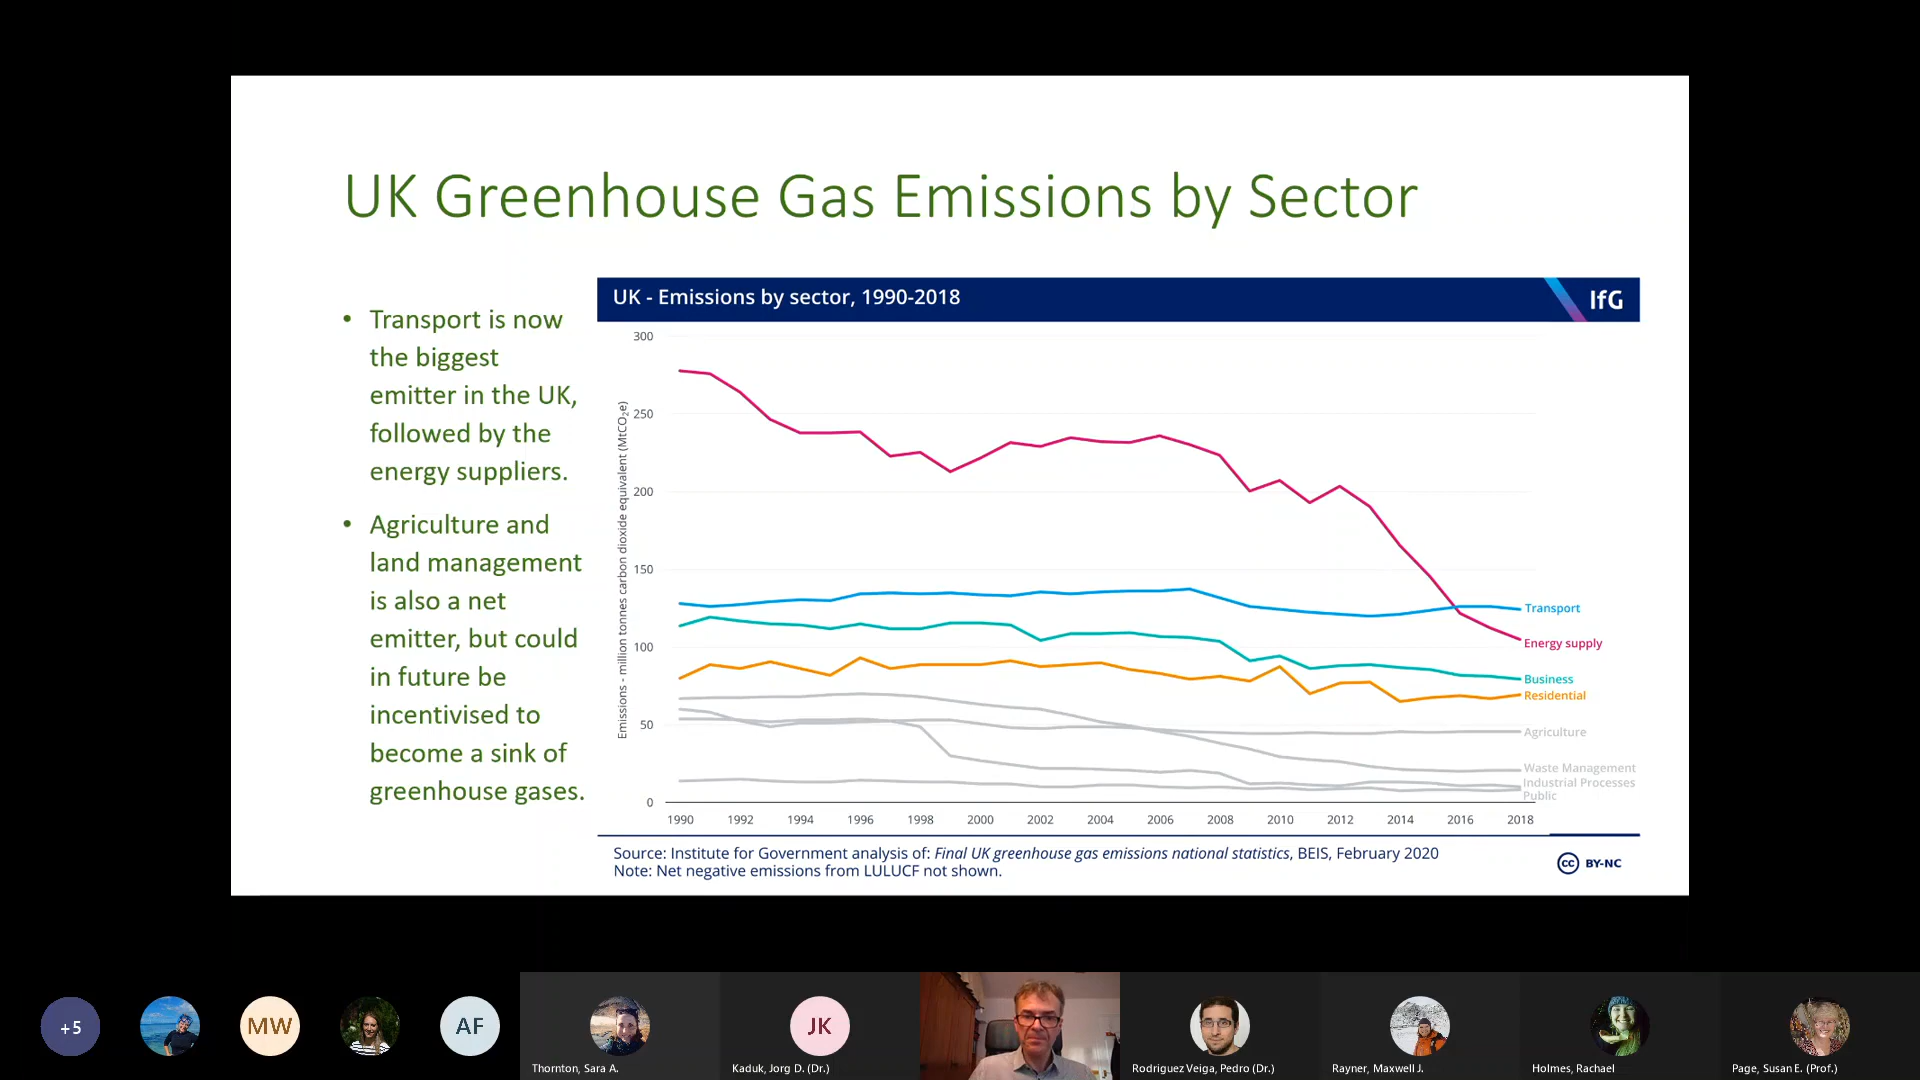 UK Greenhouse Gas Emissions by Sector
• Transport is now
the biggest
emitter in the UK,
followed by the
energy suppliers.
• Agriculture and
land management
is also a net
emitter, but could
in future be
incentivised to
become a sink of
greenhouse gases.
UK - Emissions by sector, 1990-2018
IfG
Emissions - million tonnes carbon dioxide equivalent (MtCO₂e)
300
250
200
150
100
50
0
1990 1992 1994 1996 1998 2000 2002 2004 2006 2008 2010 2012 2014 2016 2018
Transport
Energy supply
Business
Residential
Agriculture
Waste Management
Industrial Processes
Public
Source: Institute for Government analysis of: Final UK greenhouse gas emissions national statistics, BEIS, February 2020
Note: Net negative emissions from LULUCF not shown.
cc BY-NC
+5
MW
AF
JK
Thornton, Sara A.
Kaduk, Jorg D. (Dr.)
Rodriguez Veiga, Pedro (Dr.)
Rayner, Maxwell J.
Holmes, Rachael
Page, Susan E. (Prof.)